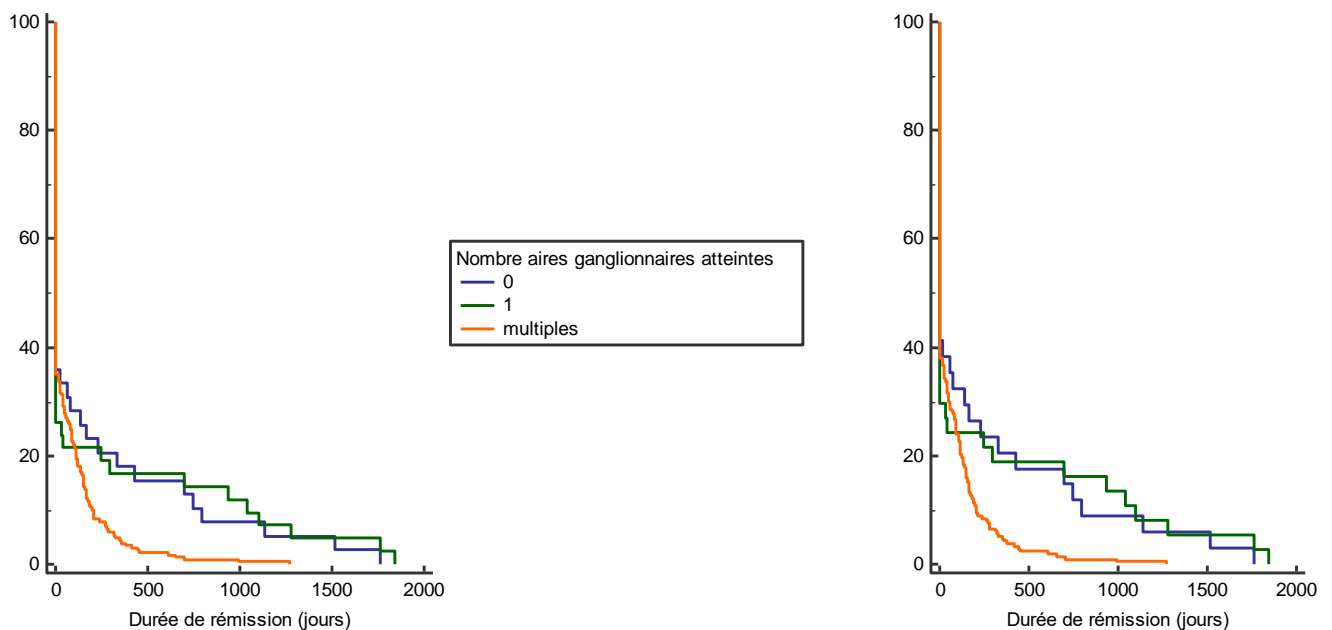 100
80
60
40
20
0
0 500 1000 1500 2000
Durée de rémission (jours)
Nombre aires ganglionnaires atteintes
0
1
multiples
100
80
60
40
20
0
0 500 1000 1500 2000
Durée de rémission (jours)